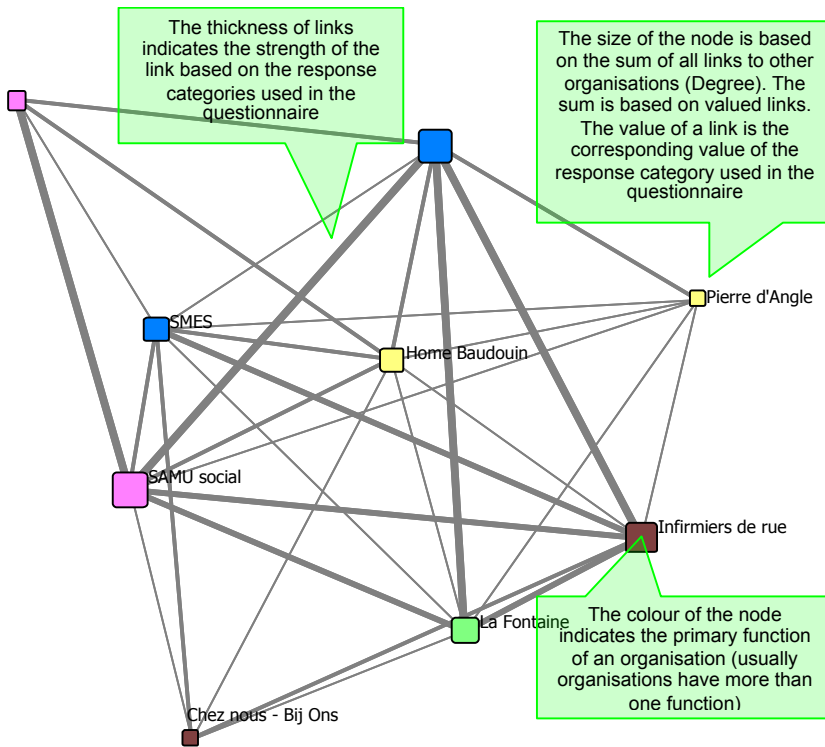 The thickness of links
indicates the strength of the
link based on the response
categories used in the
questionnaire
The size of the node is based
on the sum of all links to other
organisations (Degree). The
sum is based on valued links.
The value of a link is the
corresponding value of the
response category used in the
questionnaire
Pierre d'Angle
SMES
Home Baudouin
SAMU social
Infirmiers de rue
La Fontaine
The colour of the node
indicates the primary function
of an organisation (usually
organisations have more than
one function)
Chez nous - Bij Ons